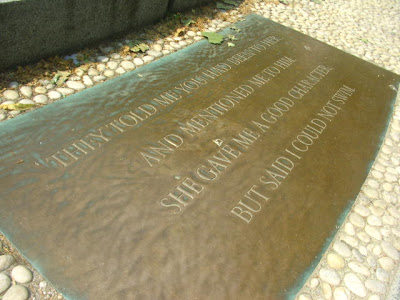 'THEY TOLD ME YOU HAD BEEN TO HER
AND MENTIONED ME TO HIM
SHE GAVE ME A GOOD CHARACTER
BUT SAID I COULD NOT SWIM